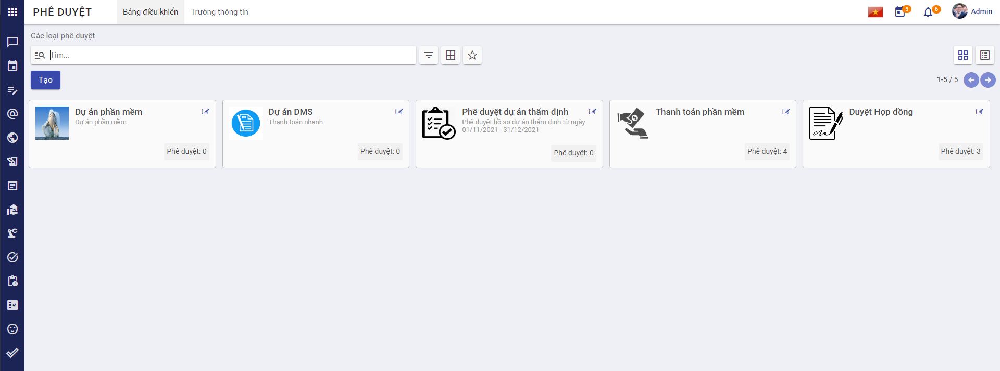 PHÊ DUYỆT
Bảng điều khiển
Trường thông tin
5
6
Admin
Các loại phê duyệt
Tìm...
Tạo
1-5 / 5
Dự án phần mềm
Dự án phần mềm
Phê duyệt: 0
Dự án DMS
Thanh toán nhanh
Phê duyệt: 0
Phê duyệt dự án thẩm định
Phê duyệt hồ sơ dự án thẩm định từ ngày
01/11/2021 - 31/12/2021
Phê duyệt: 0
Thanh toán phần mềm
Phê duyệt: 4
Duyệt Hợp đồng
Phê duyệt: 3